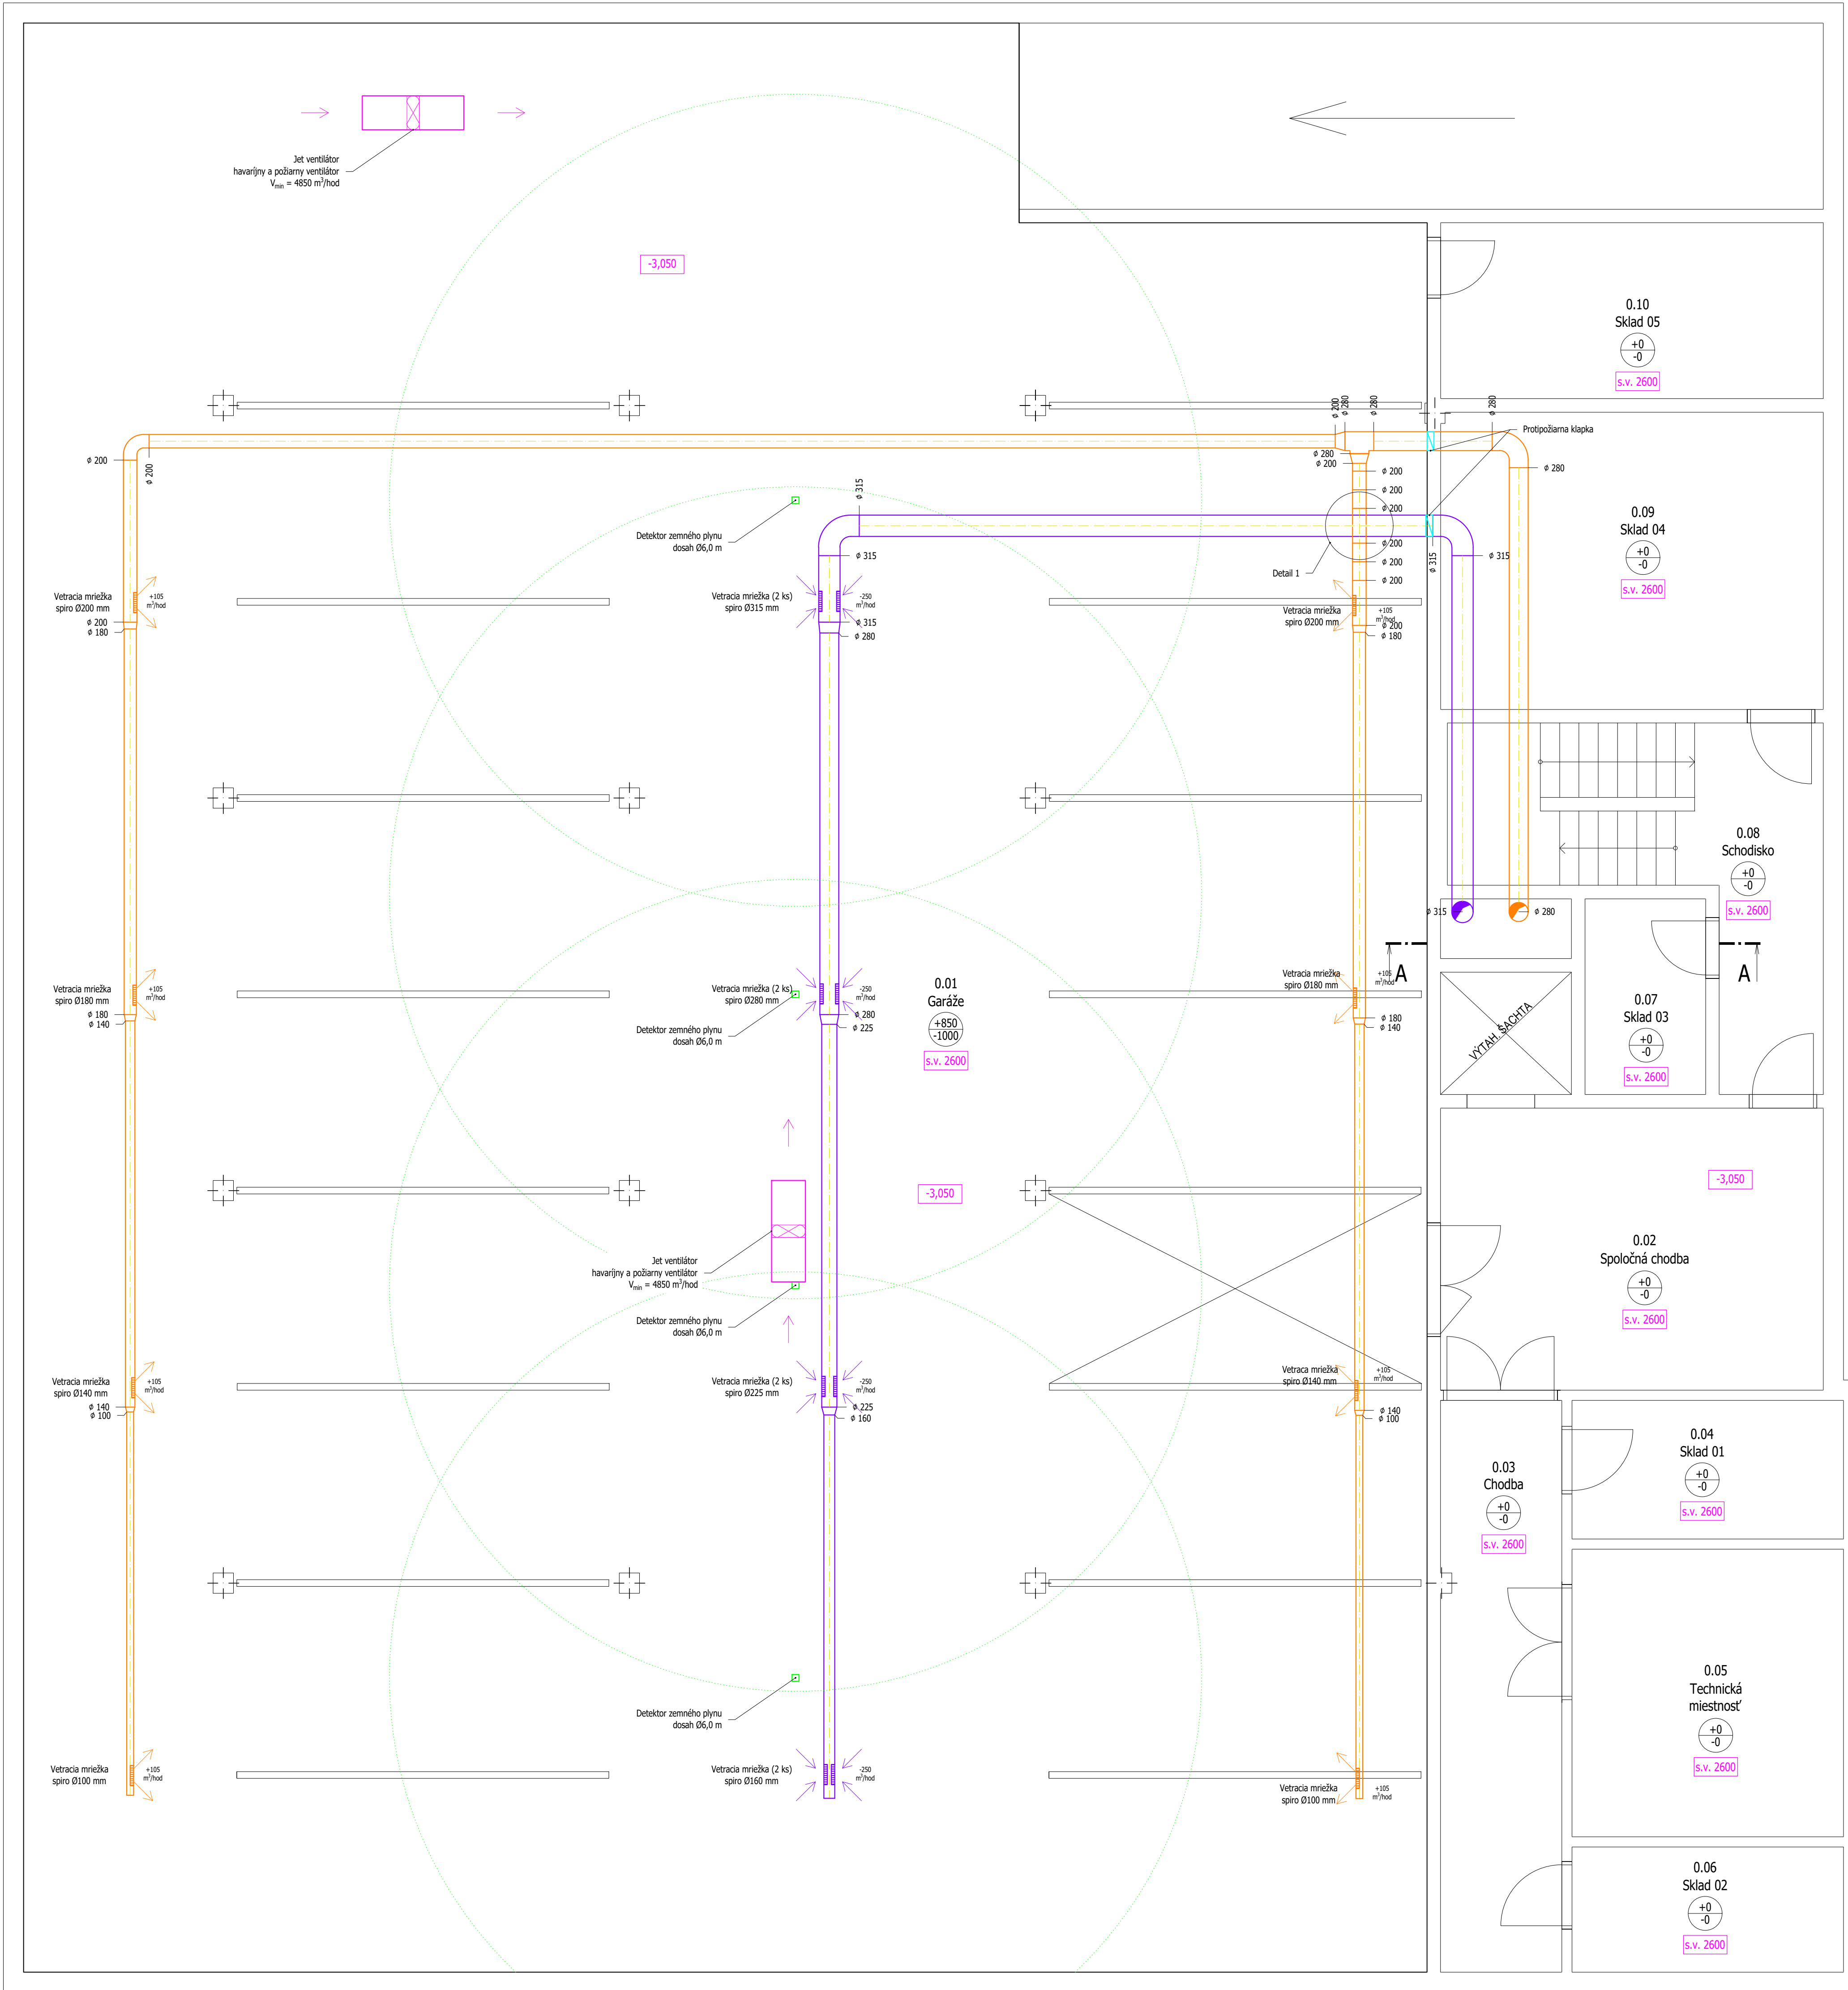 Jet ventilátor
havaríjny a požiarny ventilátor
Vmin = 4850 m³/hod
-3,050
0.10
Sklad 05
+0
-0
s.v. 2600
ϕ 200
ϕ 280
ϕ 280
ϕ 280
Protipožiarna klapka
ϕ 200
ϕ 200
ϕ 280
ϕ 200
ϕ 200
ϕ 200
ϕ 200
ϕ 200
ϕ 200
ϕ 200
ϕ 280
ϕ 315
Detektor zemného plynu
dosah Ø6,0 m
ϕ 315
Detail 1
ϕ 315
ϕ 315
0.09
Sklad 04
+0
-0
s.v. 2600
Vetracia mriežka
spiro Ø200 mm
+105
m³/hod
ϕ 200
ϕ 180
Vetracia mriežka (2 ks)
spiro Ø315 mm
-250
m³/hod
ϕ 315
ϕ 280
Vetracia mriežka
spiro Ø200 mm
+105
m³/hod
ϕ 200
ϕ 180
0.08
Schodisko
+0
-0
s.v. 2600
ϕ 315
ϕ 280
A
A
Vetracia mriežka
spiro Ø180 mm
+105
m³/hod
ϕ 180
ϕ 140
Vetracia mriežka (2 ks)
spiro Ø280 mm
-250
m³/hod
ϕ 280
ϕ 225
Detektor zemného plynu
dosah Ø6,0 m
0.01
Garáže
+850
-1000
s.v. 2600
Vetracia mriežka
spiro Ø180 mm
+105
m³/hod
ϕ 180
ϕ 140
VÝTAH. ŠACHTA
0.07
Sklad 03
+0
-0
s.v. 2600
-3,050
-3,050
Jet ventilátor
havaríjny a požiarny ventilátor
Vmin = 4850 m³/hod
Detektor zemného plynu
dosah Ø6,0 m
0.02
Spoločná chodba
+0
-0
s.v. 2600
Vetracia mriežka
spiro Ø140 mm
+105
m³/hod
ϕ 140
ϕ 100
Vetracia mriežka (2 ks)
spiro Ø225 mm
-250
m³/hod
ϕ 225
ϕ 160
Vetraca mriežka
spiro Ø140 mm
+105
m³/hod
ϕ 140
ϕ 100
0.03
Chodba
+0
-0
s.v. 2600
0.04
Sklad 01
+0
-0
s.v. 2600
Detektor zemného plynu
dosah Ø6,0 m
0.05
Technická
miestnosť
+0
-0
s.v. 2600
Vetracia mriežka
spiro Ø100 mm
+105
m³/hod
Vetracia mriežka (2 ks)
spiro Ø160 mm
-250
m³/hod
Vetracia mriežka
spiro Ø100 mm
+105
m³/hod
0.06
Sklad 02
+0
-0
s.v. 2600